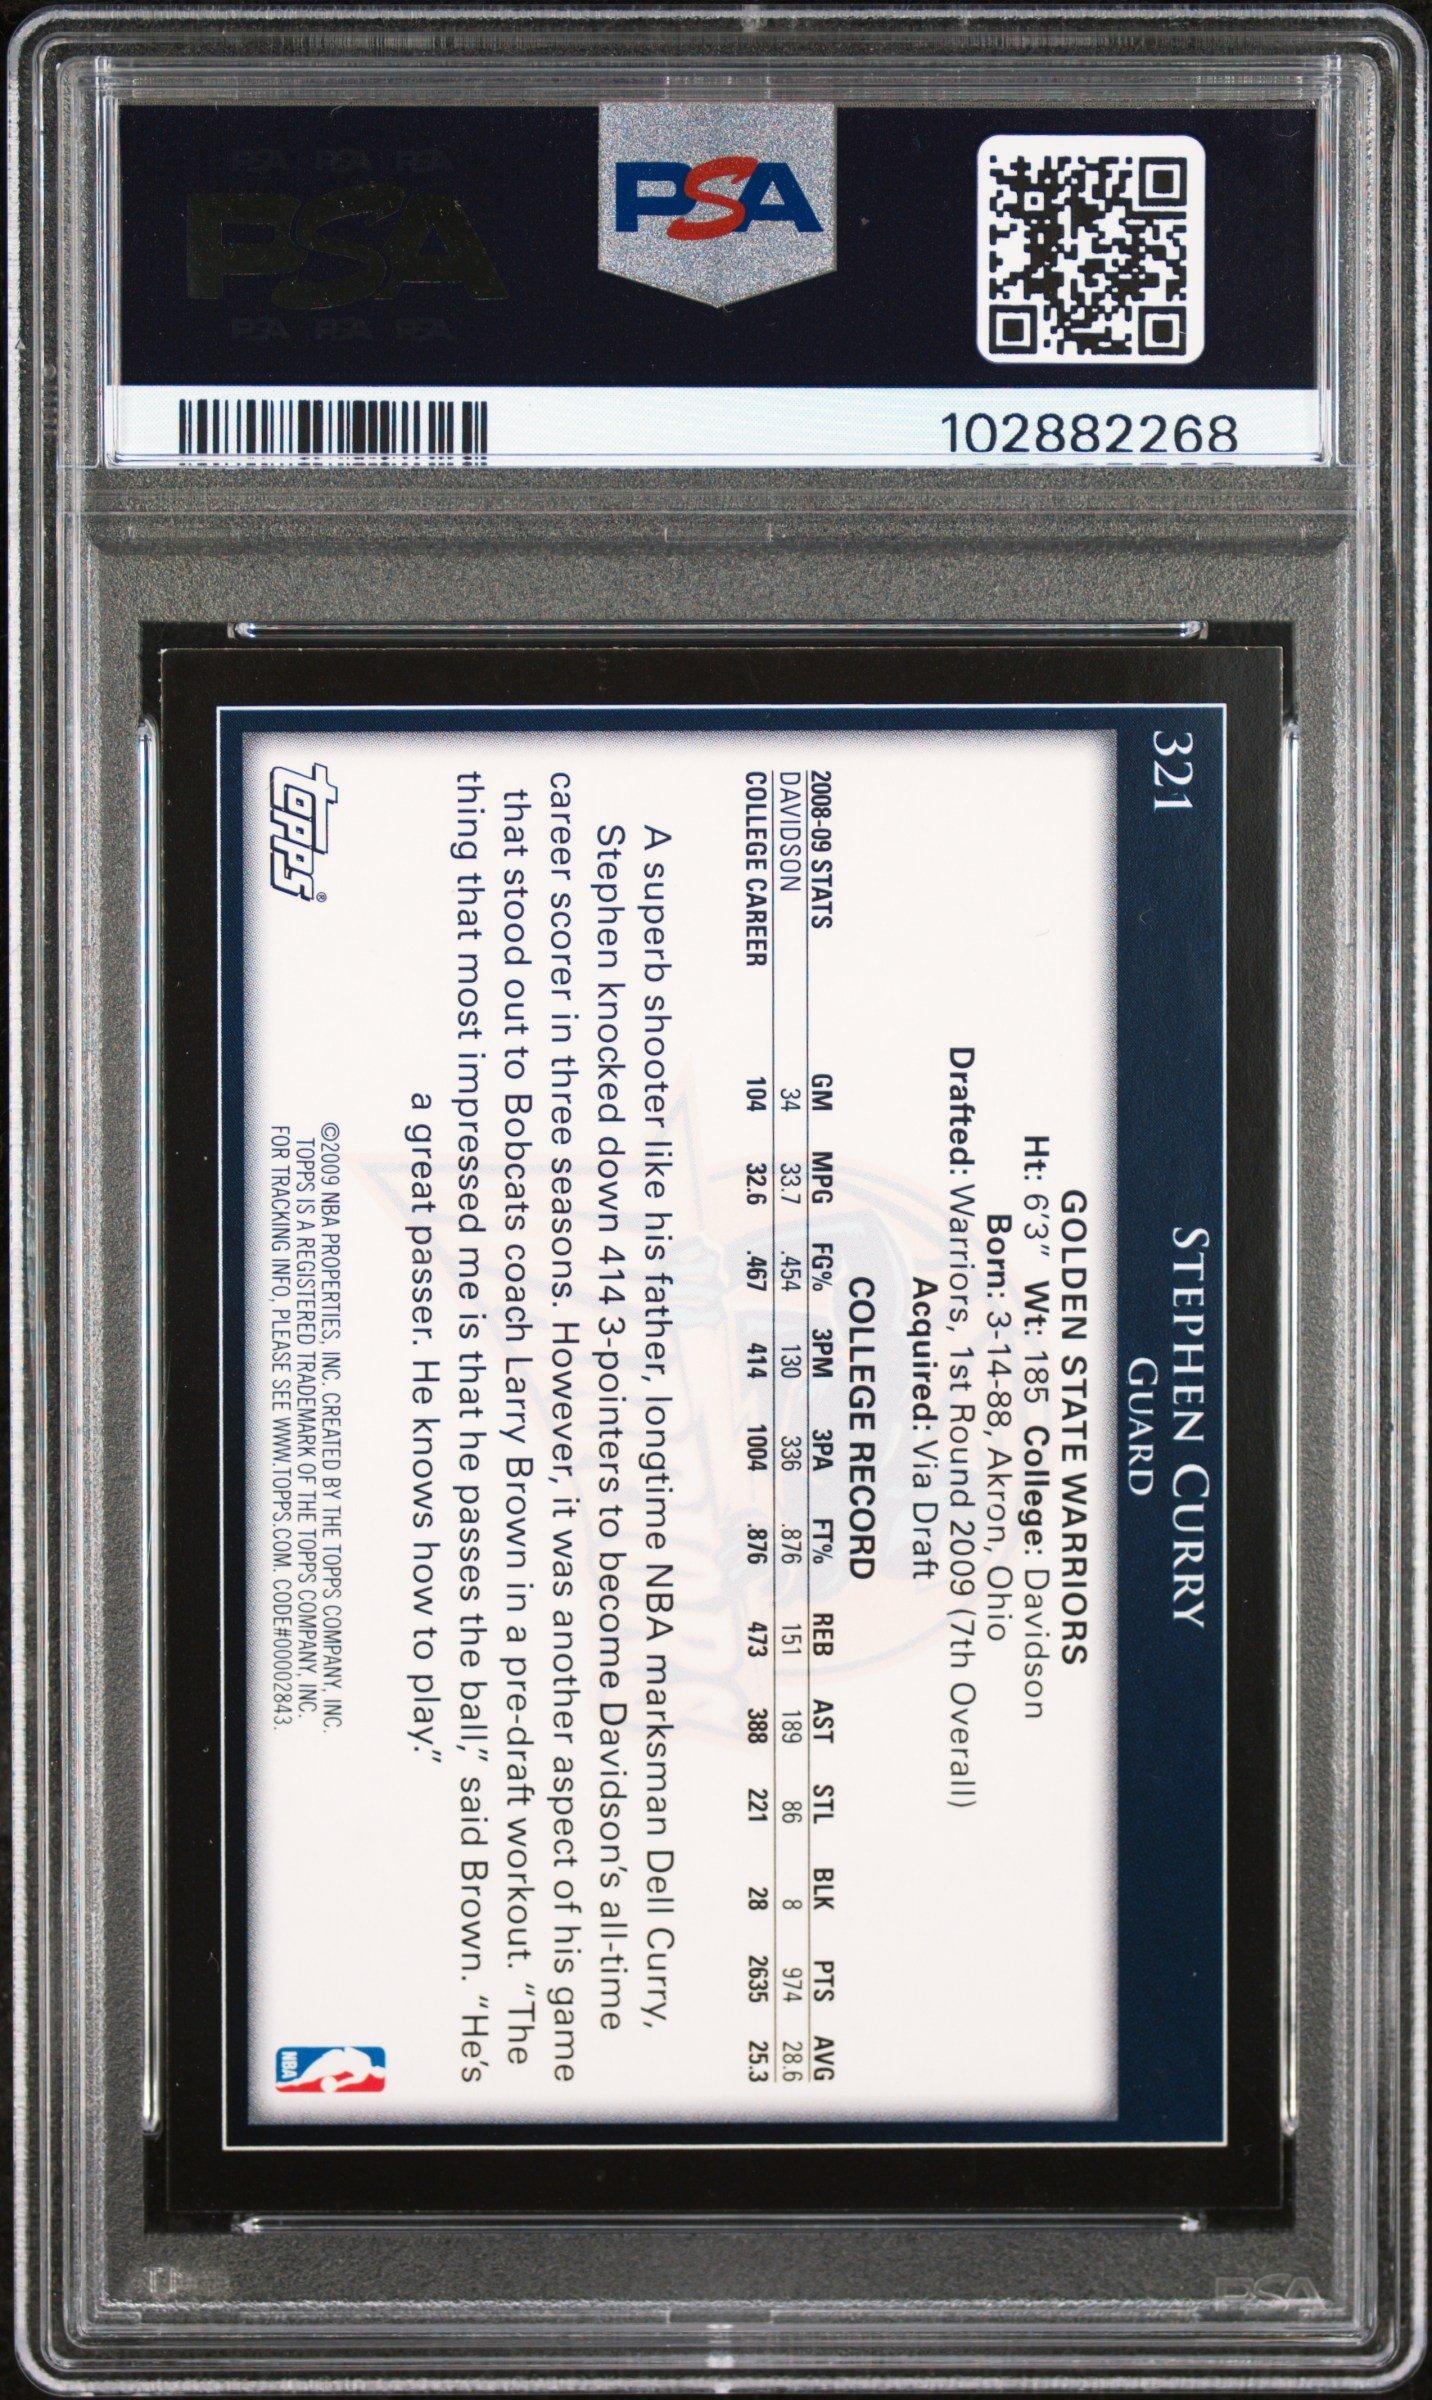 PSA PSA PSA
PSA
PSA PSA PSA
PSA
102882268
321
STEPHEN CURRY
GUARD
GOLDEN STATE WARRIORS
Ht: 6'3" Wt: 185 College: Davidson
Born: 3-14-88, Akron, Ohio
Drafted: Warriors, 1st Round 2009 (7th Overall)
Acquired: Via Draft
COLLEGE RECORD
2008-09 STATS GM MPG FG% 3PM 3PA FT% REB AST STL BLK PTS AVG
DAVIDSON 34 33.7 .454 130 336 .876 151 189 86 8 974 28.6
COLLEGE CAREER 104 32.6 .467 414 1004 .876 473 388 221 28 2635 25.3
A superb shooter like his father, longtime NBA marksman Dell Curry,
Stephen knocked down 414 3-pointers to become Davidson's all-time
career scorer in three seasons. However, it was another aspect of his game
that stood out to Bobcats coach Larry Brown in a pre-draft workout. "The
thing that most impressed me is that he passes the ball," said Brown. "He's
a great passer. He knows how to play."
WARRIORS
Topps®
©2009 NBA PROPERTIES, INC. CREATED BY THE TOPPS COMPANY, INC.
TOPPS IS A REGISTERED TRADEMARK OF THE TOPPS COMPANY, INC.
FOR TRACKING INFO, PLEASE SEE WWW.TOPPS.COM. CODE#00002843.
NBA
PSA